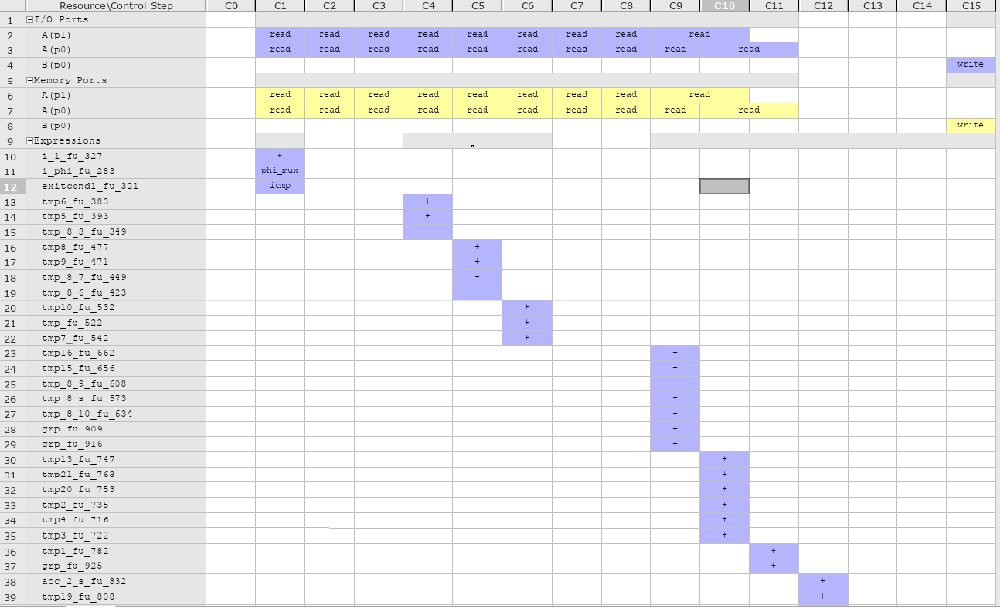 Resource\Control Step C0 C1 C2 C3 C4 C5 C6 C7 C8 C9 C10 C11 C12 C13 C14 C15
1 I/O Ports
2 A(p1) read read read read read read read read read
3 A(p0) read read read read read read read read read read
4 B(p0) write
5 Memory Ports
6 A(p1) read read read read read read read read read
7 A(p0) read read read read read read read read read read
8 B(p0) write
9 Expressions
10 i_1_fu_327 +
11 i_phi_fu_283 phi_mux
12 exitcond1_fu_321 icmp
13 tmp6_fu_383 +
14 tmp5_fu_393 +
15 tmp_8_3_fu_349 -
16 tmp8_fu_477 +
17 tmp9_fu_471 +
18 tmp_8_7_fu_449 -
19 tmp_8_6_fu_423 -
20 tmp10_fu_532 +
21 tmp_fu_522 +
22 tmp7_fu_542 +
23 tmp16_fu_662 +
24 tmp15_fu_656 +
25 tmp_8_9_fu_608 -
26 tmp_8_s_fu_573 -
27 tmp_8_10_fu_634 -
28 grp_fu_909 +
29 grp_fu_916 +
30 tmp13_fu_747 +
31 tmp21_fu_763 +
32 tmp20_fu_753 +
33 tmp2_fu_735 +
34 tmp4_fu_716 +
35 tmp3_fu_722 +
36 tmp1_fu_782 +
37 grp_fu_925 +
38 acc_2_s_fu_832 +
39 tmp19_fu_808 +